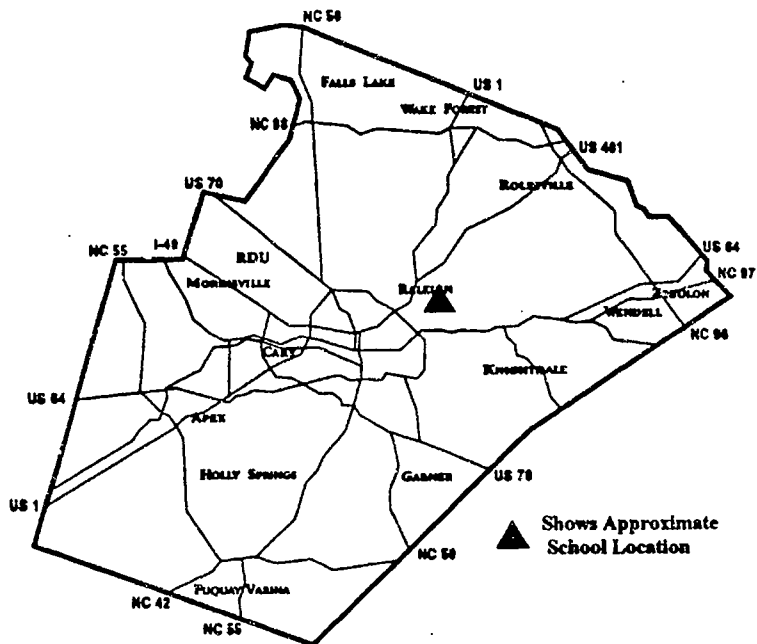 NC 50
FALLS LAKE
US 1
WAKE FOREST
NC 98
US 401
ROLESVILLE
US 70
I-40
NC 55
RDU
MORRISVILLE
US 64
NC 97
RALEIGH
ZEBULON
WENDELL
NC 96
CARY
KNIGHTDALE
US 64
APEX
HOLLY SPRINGS
GARNER
US 70
US 1
Shows Approximate
School Location
NC 50
FUQUAY VARINA
NC 42
NC 55